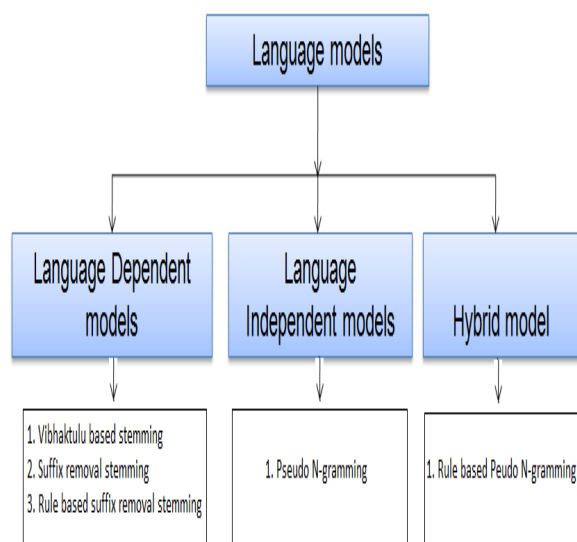 Language models
Language Dependent
models
Language
Independent models
Hybrid model
1. Vibhaktulu based stemming
2. Suffix removal stemming
3. Rule based suffix removal stemming
1. Pseudo N-gramming
1. Rule based Peudo N-gramming